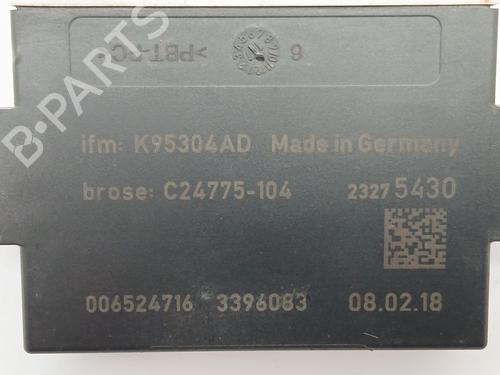 >PBT-
6
ifm: K95304AD Made in Germany
brose: C24775-104 23275430
006524716 3396083 08.02.18
B-PARTS